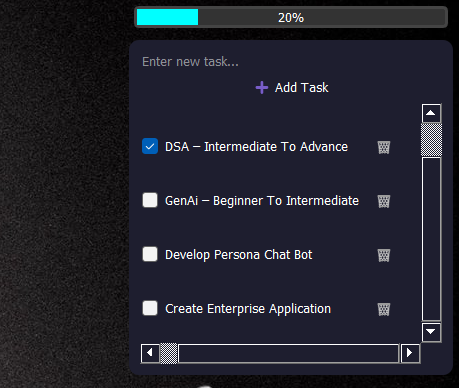 20%
Enter new task...
Add Task
DSA – Intermediate To Advance
GenAi – Beginner To Intermediate
Develop Persona Chat Bot
Create Enterprise Application